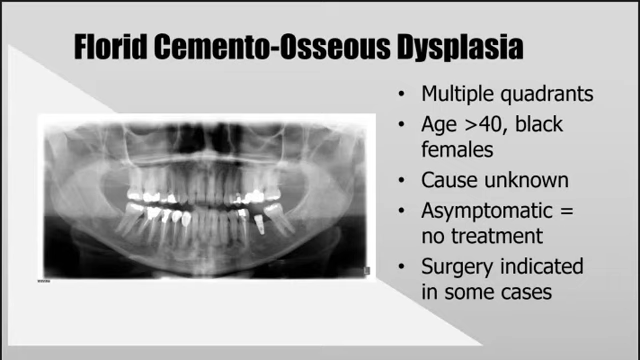 Florid Cemento-Osseous Dysplasia
• Multiple quadrants
• Age >40, black
females
• Cause unknown
• Asymptomatic =
no treatment
• Surgery indicated
in some cases